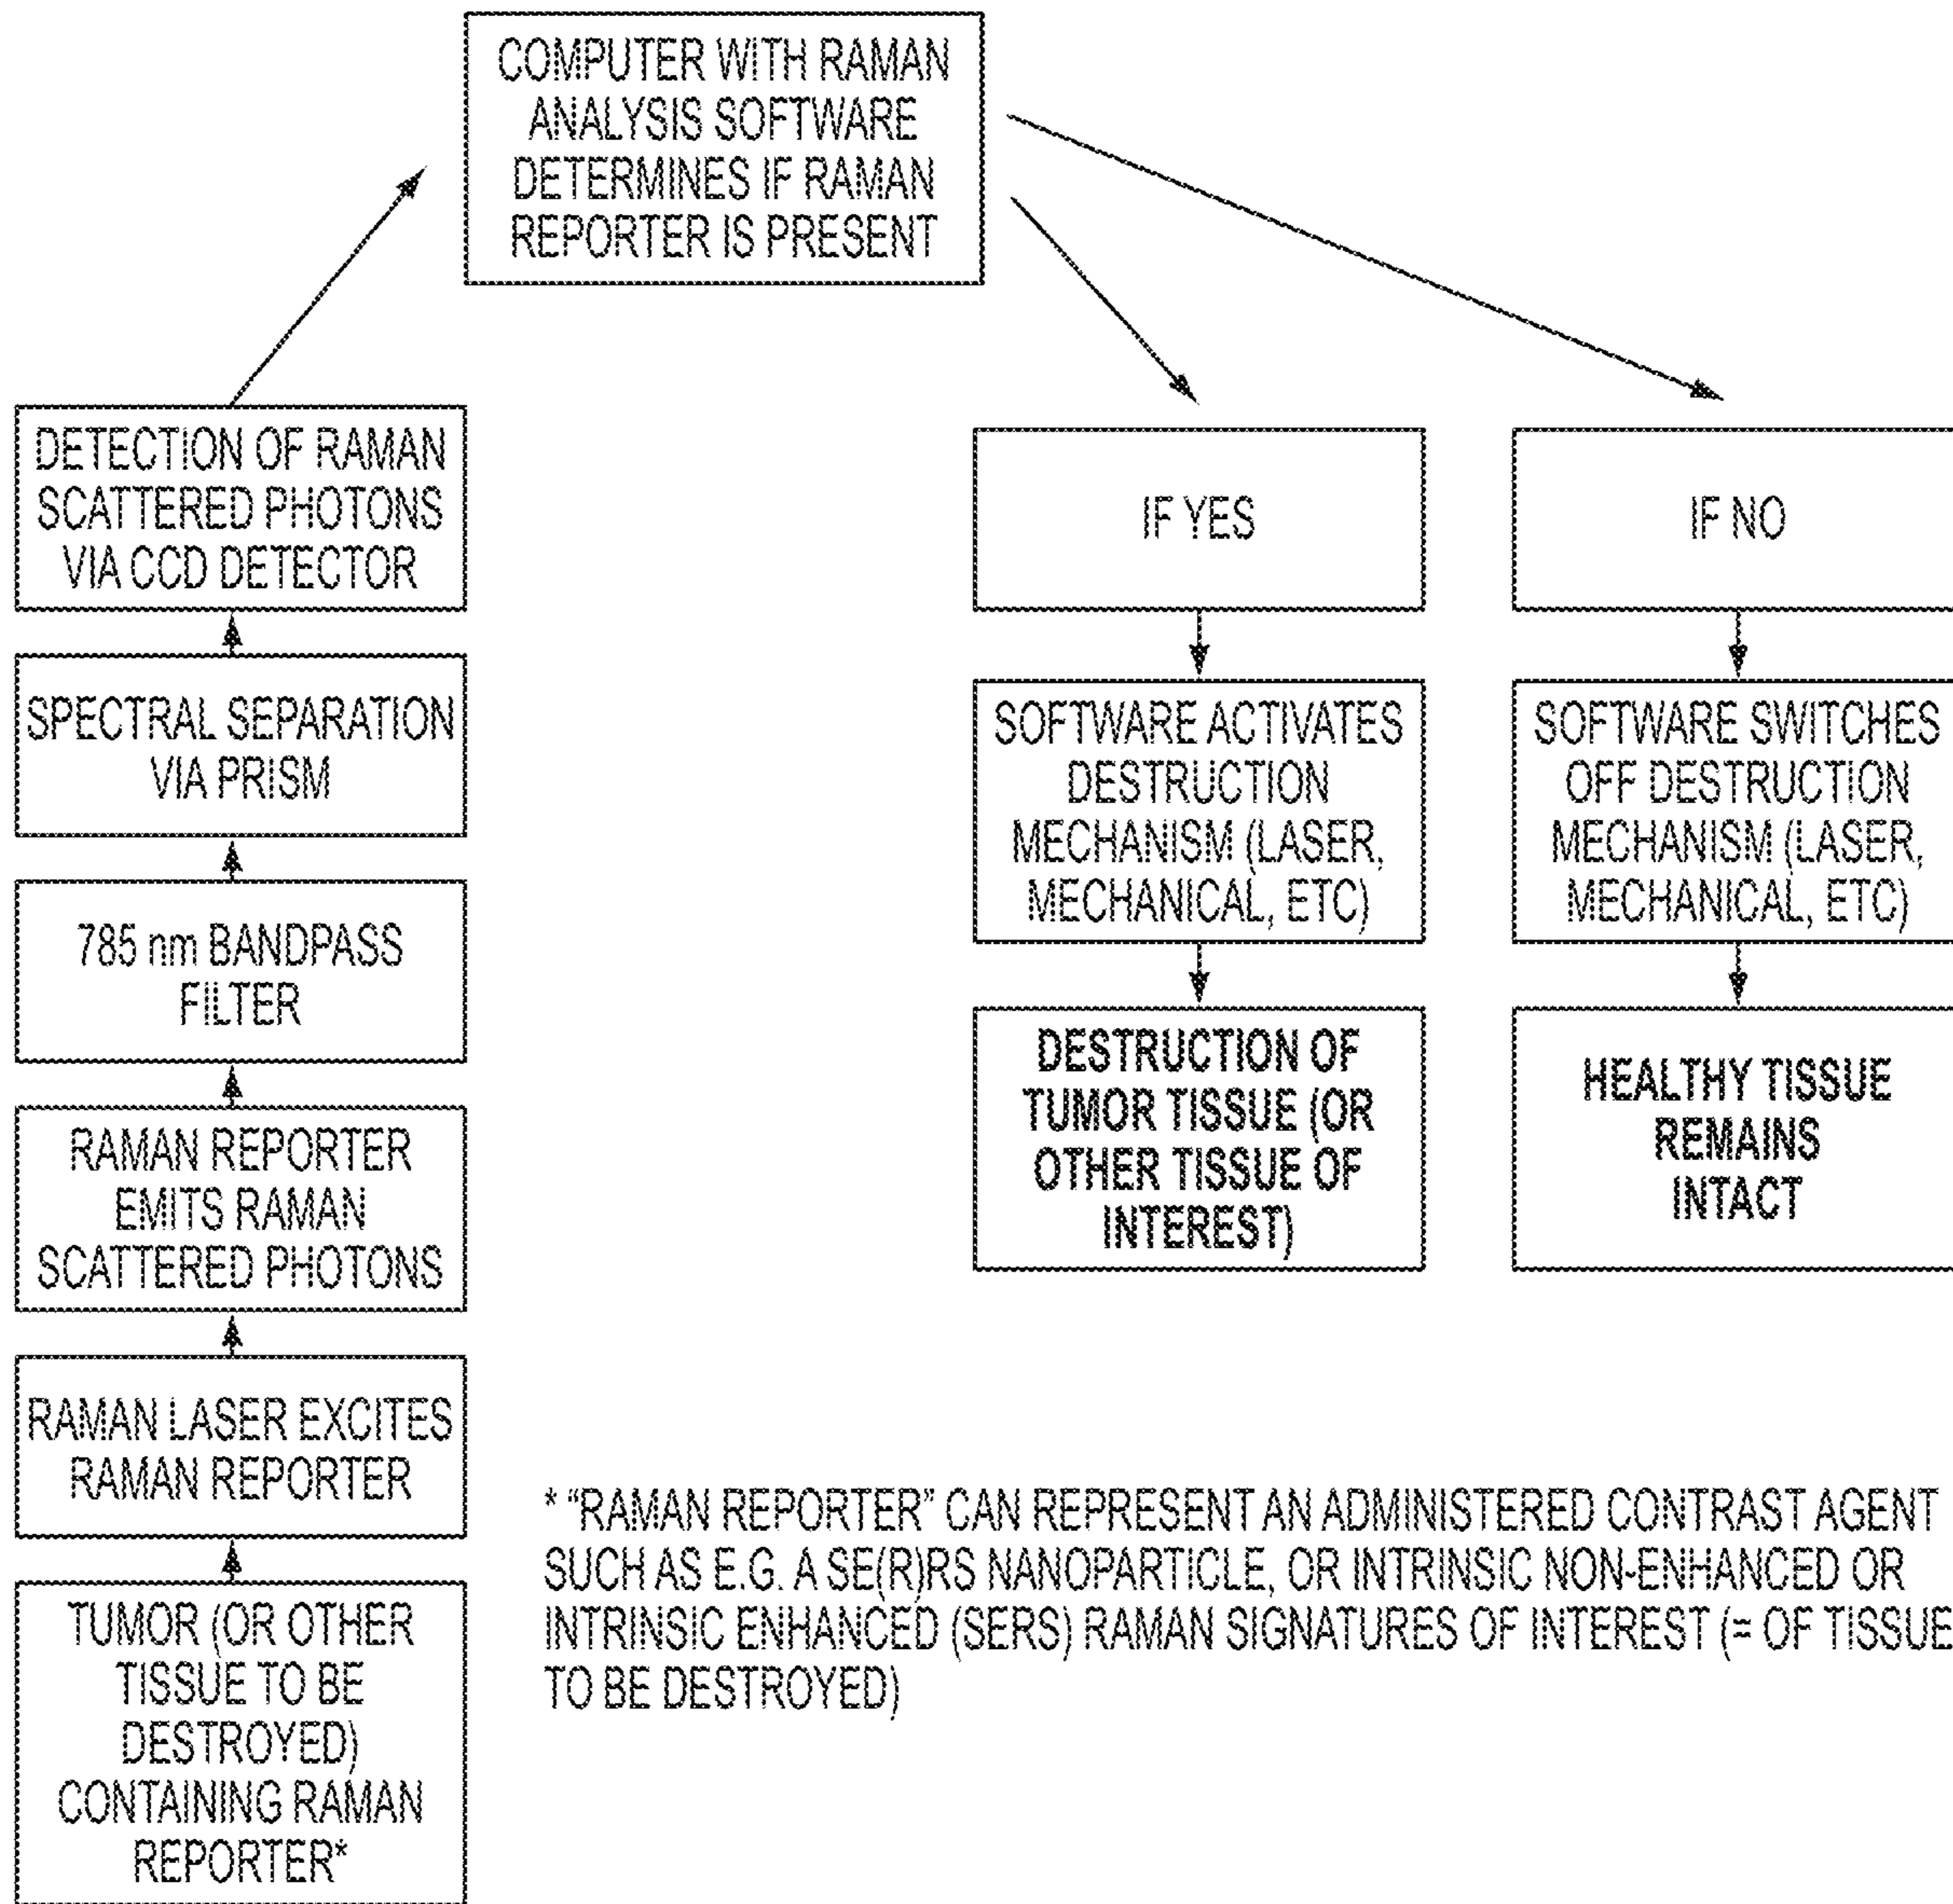 COMPUTER WITH RAMAN
ANALYSIS SOFTWARE
DETERMINES IF RAMAN
REPORTER IS PRESENT
DETECTION OF RAMAN
SCATTERED PHOTONS
VIA CCD DETECTOR
SPECTRAL SEPARATION
VIA PRISM
785 nm BANDPASS
FILTER
RAMAN REPORTER
EMITS RAMAN
SCATTERED PHOTONS
RAMAN LASER EXCITES
RAMAN REPORTER
TUMOR (OR OTHER
TISSUE TO BE
DESTROYED)
CONTAINING RAMAN
REPORTER*
IF YES
SOFTWARE ACTIVATES
DESTRUCTION
MECHANISM (LASER,
MECHANICAL, ETC)
DESTRUCTION OF
TUMOR TISSUE (OR
OTHER TISSUE OF
INTEREST)
IF NO
SOFTWARE SWITCHES
OFF DESTRUCTION
MECHANISM (LASER,
MECHANICAL, ETC)
HEALTHY TISSUE
REMAINS
INTACT
* “RAMAN REPORTER” CAN REPRESENT AN ADMINISTERED CONTRAST AGENT
SUCH AS E.G. A SE(R)RS NANOPARTICLE, OR INTRINSIC NON-ENHANCED OR
INTRINSIC ENHANCED (SERS) RAMAN SIGNATURES OF INTEREST (= OF TISSUE
TO BE DESTROYED)